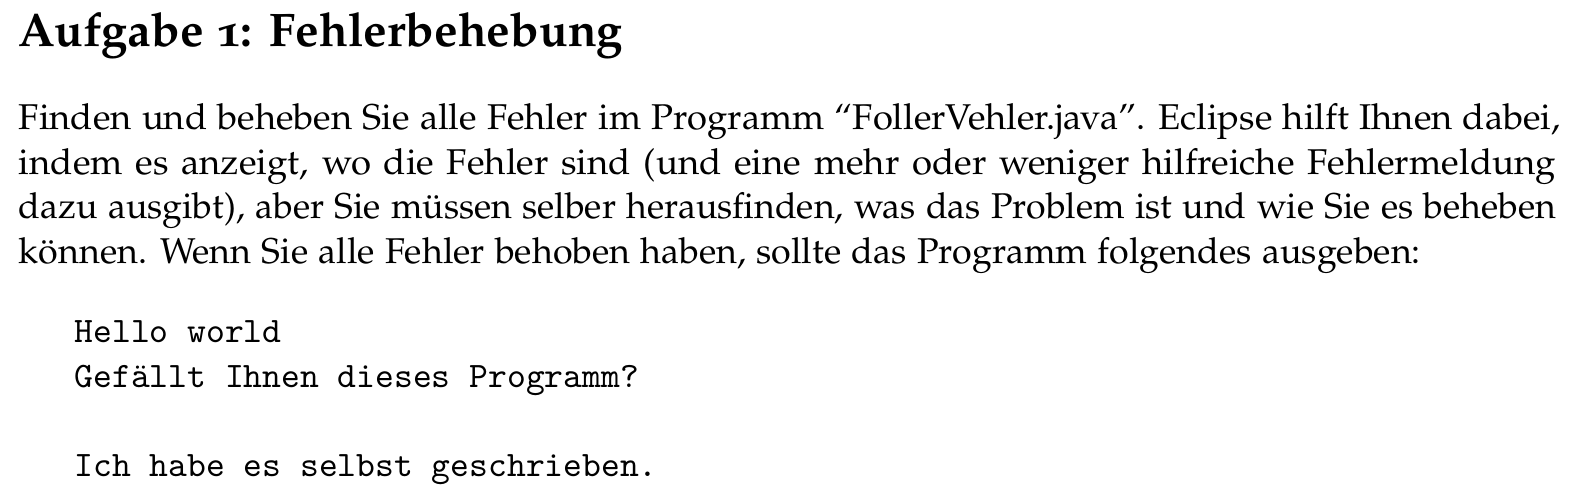 Aufgabe 1: Fehlerbehebung
Finden und beheben Sie alle Fehler im Programm “FollerVehler.java”. Eclipse hilft Ihnen dabei,
indem es anzeigt, wo die Fehler sind (und eine mehr oder weniger hilfreiche Fehlermeldung
dazu ausgibt), aber Sie müssen selber herausfinden, was das Problem ist und wie Sie es beheben
können. Wenn Sie alle Fehler behoben haben, sollte das Programm folgendes ausgeben:
Hello world
Gefällt Ihnen dieses Programm?
Ich habe es selbst geschrieben.